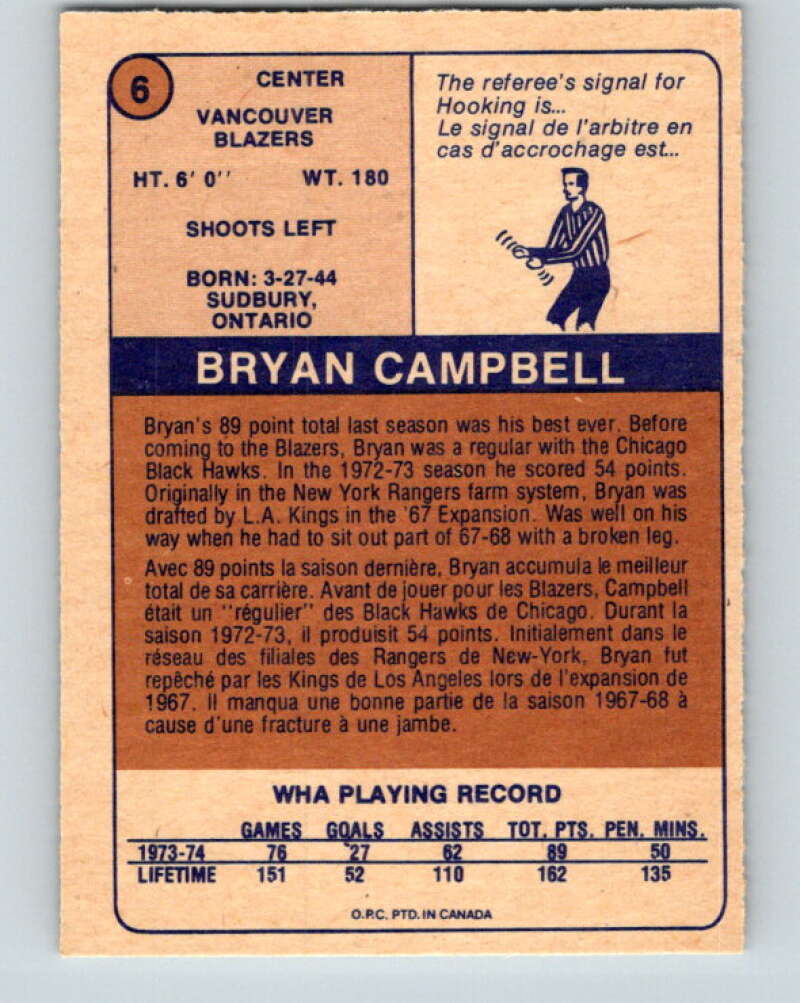 6
CENTER
VANCOUVER
BLAZERS
HT. 6' 0'' WT. 180
SHOOTS LEFT
BORN: 3-27-44
SUDBURY,
ONTARIO
The referee's signal for
Hooking is...
Le signal de l'arbitre en
cas d'accrochage est...
BRYAN CAMPBELL
Bryan's 89 point total last season was his best ever. Before
coming to the Blazers, Bryan was a regular with the Chicago
Black Hawks. In the 1972-73 season he scored 54 points.
Originally in the New York Rangers farm system, Bryan was
drafted by L.A. Kings in the '67 Expansion. Was well on his
way when he had to sit out part of 67-68 with a broken leg.
Avec 89 points la saison dernière, Bryan accumula le meilleur
total de sa carrière. Avant de jouer pour les Blazers, Campbell
était un ''régulier'' des Black Hawks de Chicago. Durant la
saison 1972-73, il produisit 54 points. Initialement dans le
réseau des filiales des Rangers de New-York, Bryan fut
repêché par les Kings de Los Angeles lors de l'expansion de
1967. Il manqua une bonne partie de la saison 1967-68 à
cause d'une fracture à une jambe.
WHA PLAYING RECORD
GAMES GOALS ASSISTS TOT. PTS. PEN. MINS.
1973-74 76 27 62 89 50
LIFETIME 151 52 110 162 135
O.P.C. PTD. IN CANADA